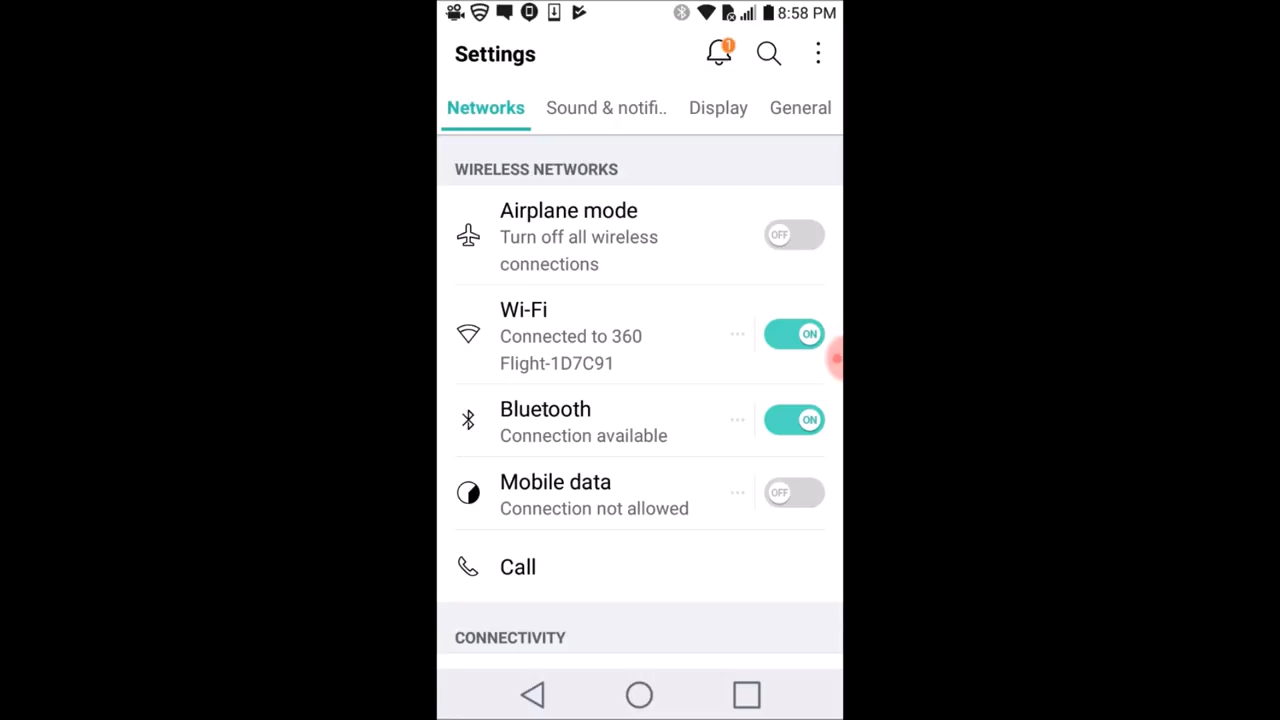 8:58 PM
Settings
1
Networks Sound & notifi.. Display General
WIRELESS NETWORKS
Airplane mode
Turn off all wireless
connections
OFF
Wi-Fi
Connected to 360
Flight-1D7C91
ON
Bluetooth
Connection available
ON
Mobile data
Connection not allowed
OFF
Call
CONNECTIVITY